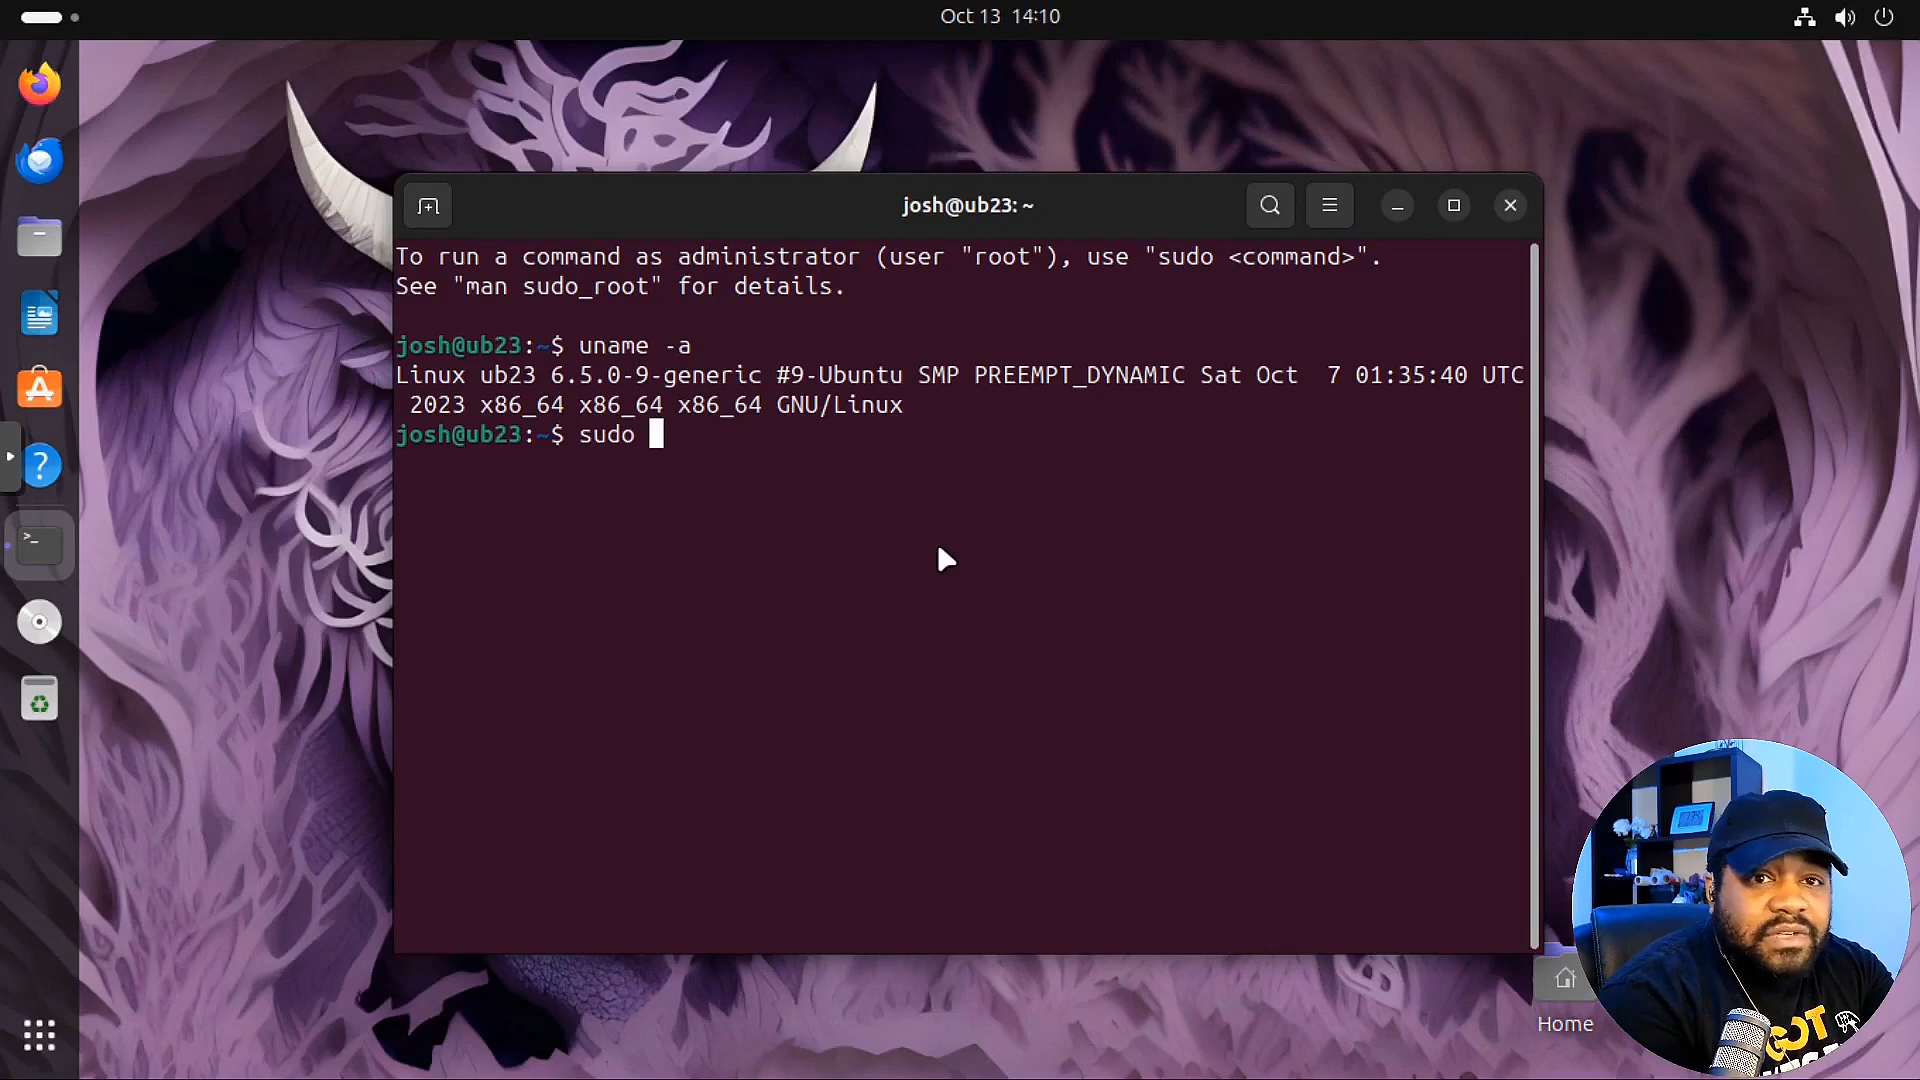 Oct 13 14:10
josh@ub23: ~
To run a command as administrator (user "root"), use "sudo <command>".
See "man sudo_root" for details.
josh@ub23:~$ uname -a
Linux ub23 6.5.0-9-generic #9-Ubuntu SMP PREEMPT_DYNAMIC Sat Oct  7 01:35:40 UTC
 2023 x86_64 x86_64 x86_64 GNU/Linux
josh@ub23:~$ sudo
Home
GOT